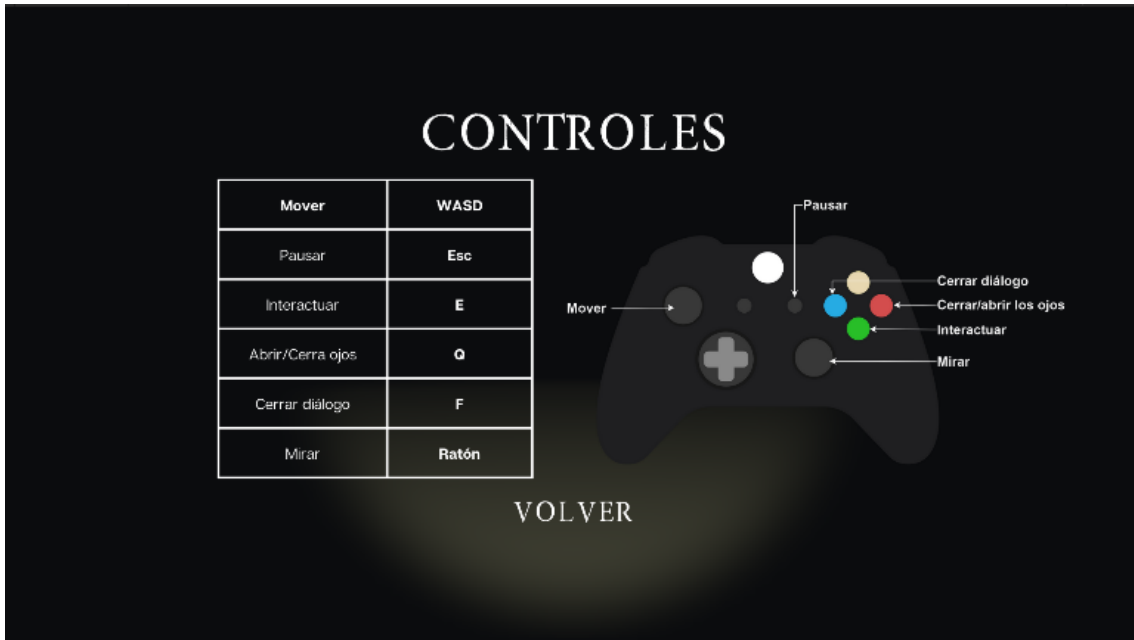 CONTROLES
Mover WASD
Pausar Esc
Interactuar E
Abrir/Cerra ojos Q
Cerrar diálogo F
Mirar Ratón
Pausar
Mover
Cerrar diálogo
Cerrar/abrir los ojos
Interactuar
Mirar
VOLVER